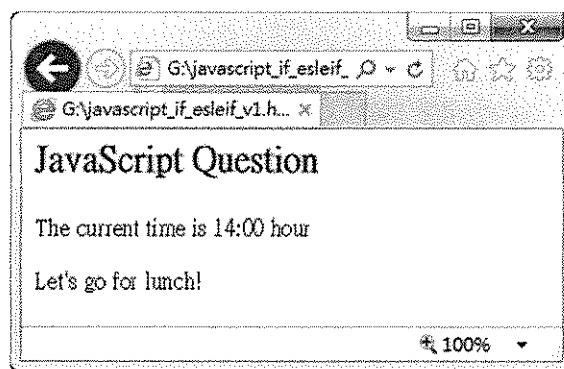 G:\javascript_if_esleif_
G:\javascript_if_esleif_v1.h...
JavaScript Question
The current time is 14:00 hour
Let's go for lunch!
100%